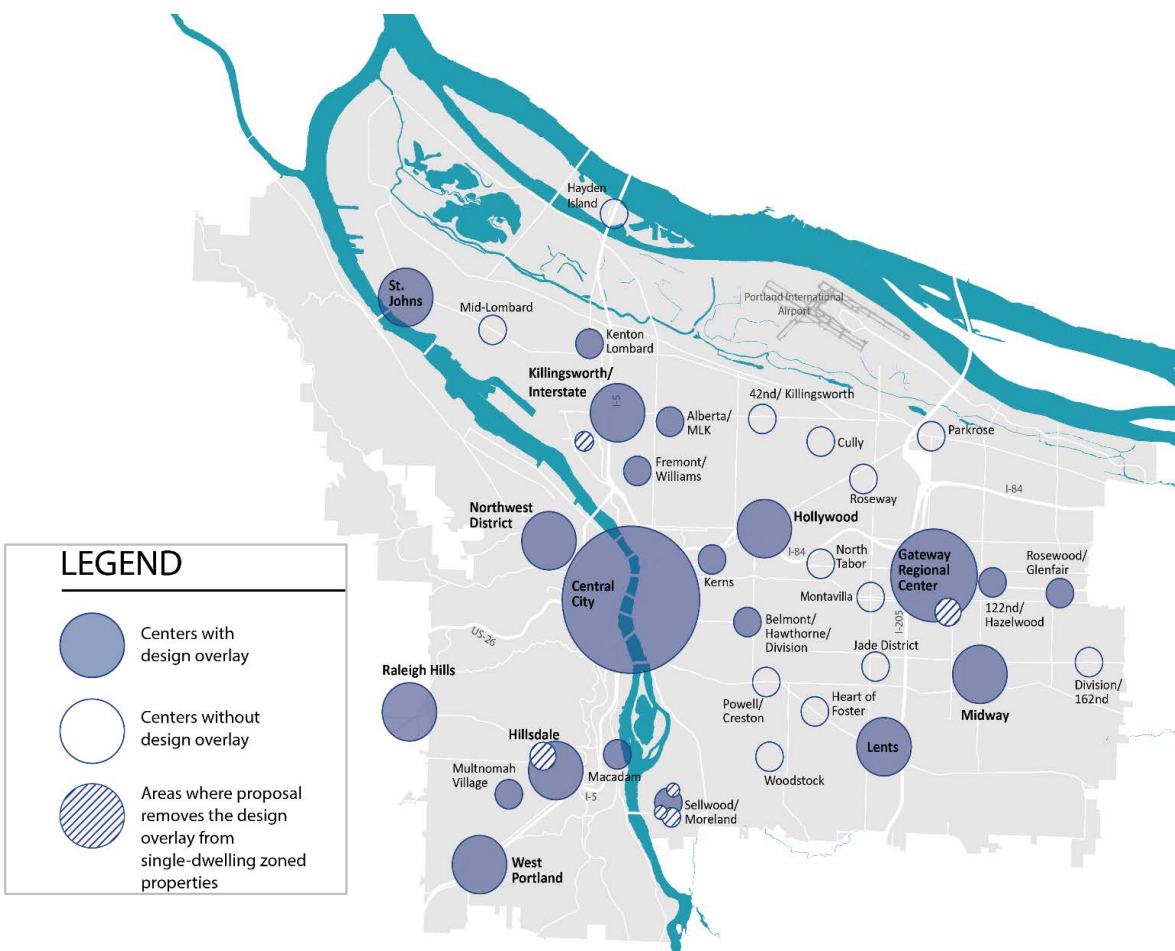 Hayden
Island
Portland International
Airport
St.
Johns
Mid-Lombard
Kenton
Lombard
Killingsworth/
Interstate
I-5
Alberta/
MLK
42nd/ Killingsworth
Cully
Parkrose
Fremont/
Williams
Roseway
I-84
Northwest
District
Hollywood
I-84
North
Tabor
Gateway
Regional
Center
Rosewood/
Glenfair
Kerns
Central
City
Montavilla
122nd/
Hazelwood
I-205
Belmont/
Hawthorne/
Division
US-26
Jade District
Raleigh Hills
Powell/
Creston
Heart of
Foster
Midway
Division/
162nd
Hillsdale
Lents
Multnomah
Village
Macadam
I-5
Woodstock
Sellwood/
Moreland
West
Portland
LEGEND
Centers with
design overlay
Centers without
design overlay
Areas where proposal
removes the design
overlay from
single-dwelling zoned
properties